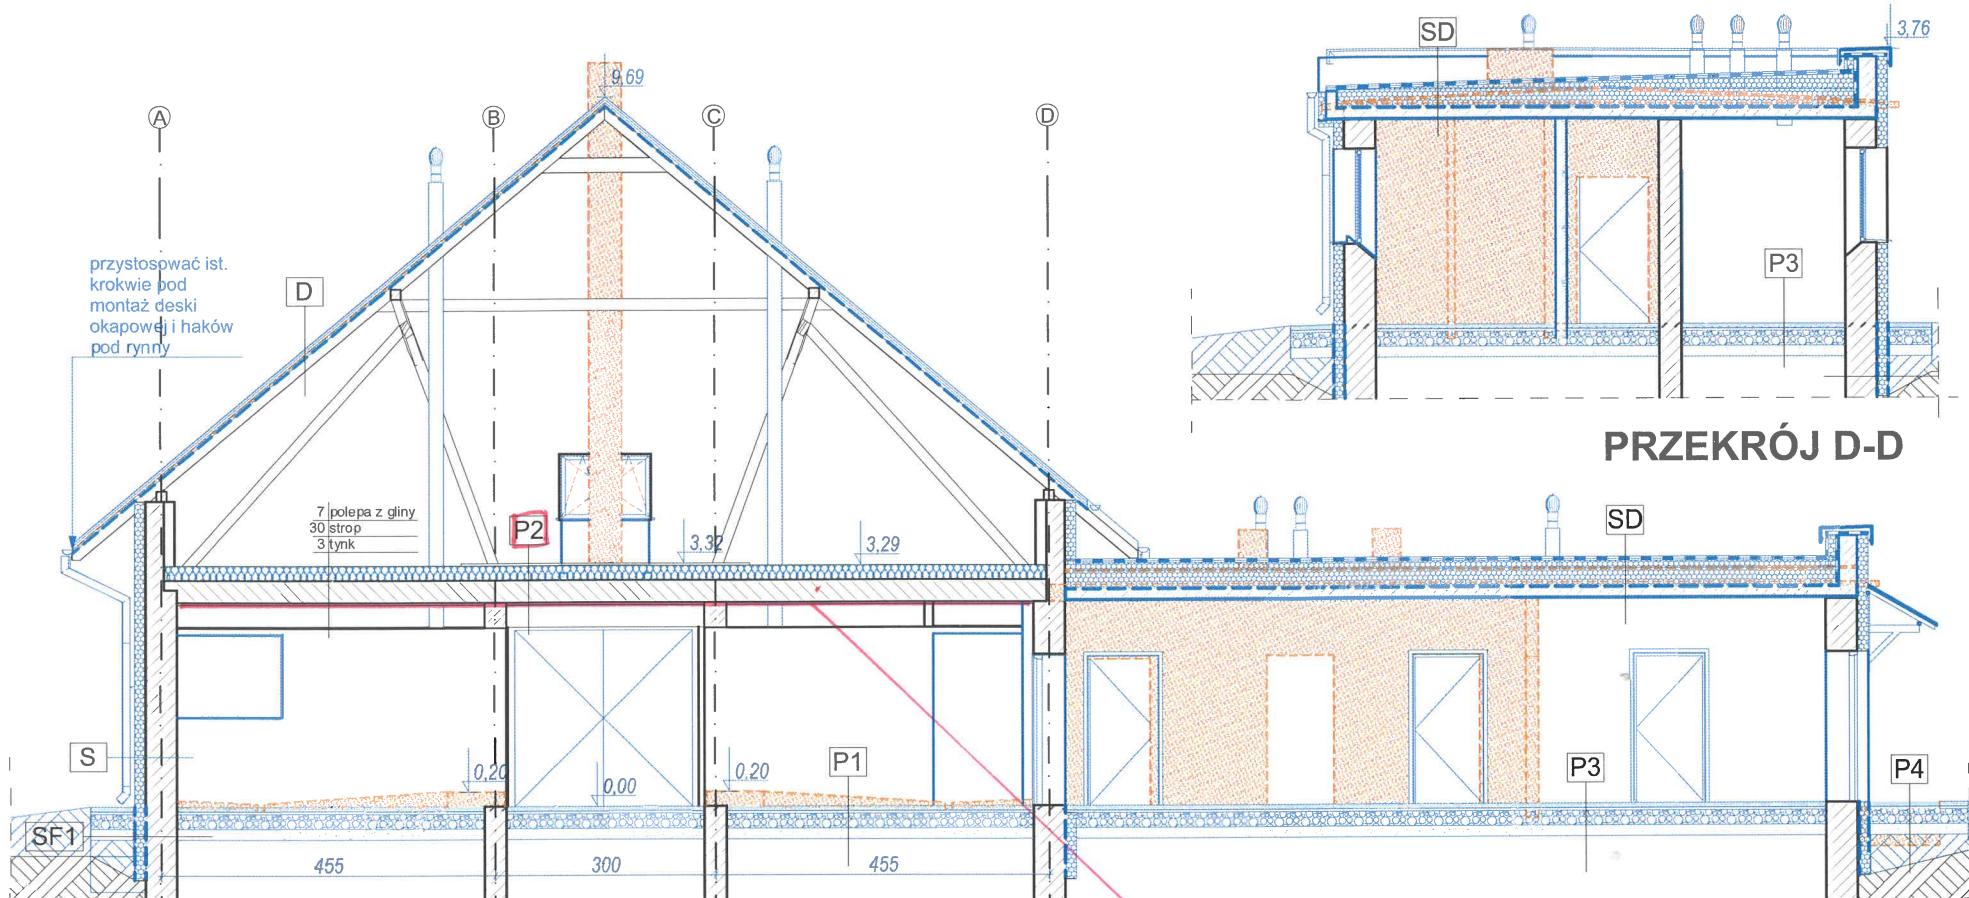 SD
3,76
9,69
A
B
C
D
przystosować ist.
krokwie pod
montaż deski
okapowej i haków
pod rynny
D
P3
PRZEKRÓJ D-D
7 polepa z gliny
30 strop
3 tynk
P2
3,32
3,29
SD
S
0,20
0,00
0,20
P1
P3
P4
SF1
455
300
455